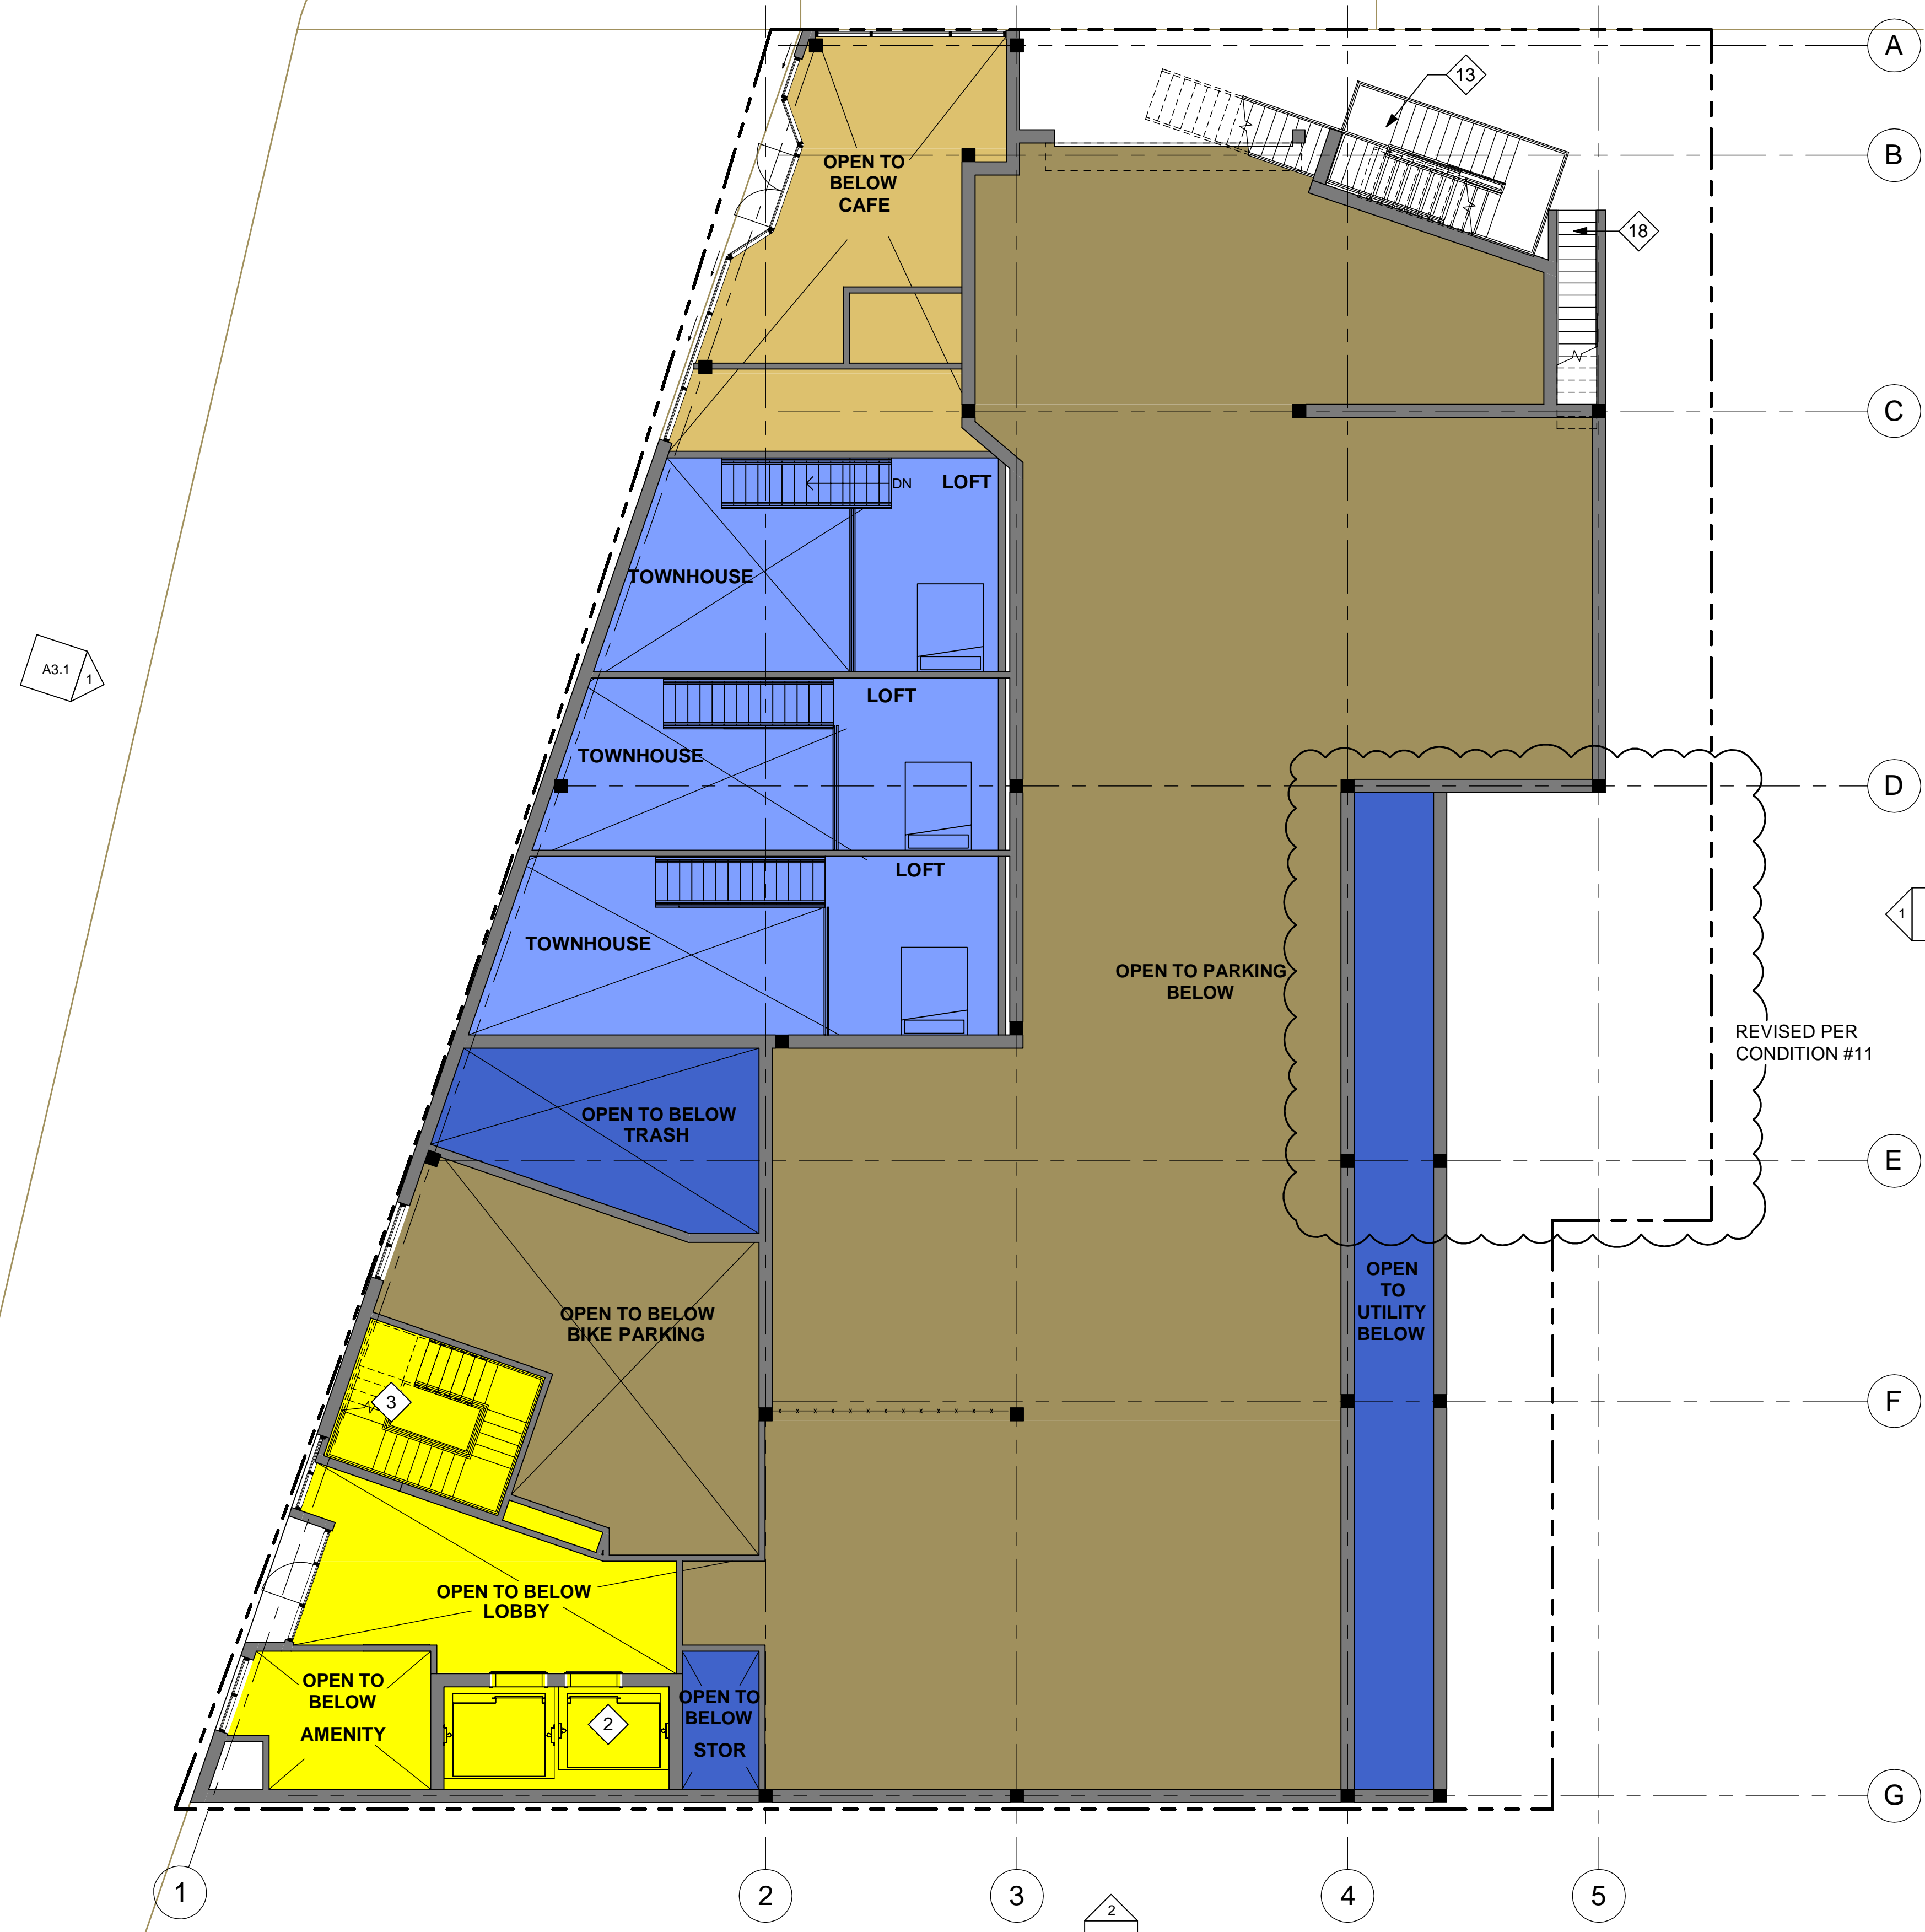 A
13
B
OPEN TO
BELOW
CAFE
18
C
DN
LOFT
TOWNHOUSE
A3.1
1
LOFT
TOWNHOUSE
D
LOFT
TOWNHOUSE
1
OPEN TO PARKING
BELOW
REVISED PER
CONDITION #11
OPEN TO BELOW
TRASH
E
OPEN
TO
UTILITY
BELOW
OPEN TO BELOW
BIKE PARKING
3
F
OPEN TO BELOW
LOBBY
OPEN TO
BELOW
AMENITY
2
OPEN TO
BELOW
STOR
G
1
2
3
4
5
2